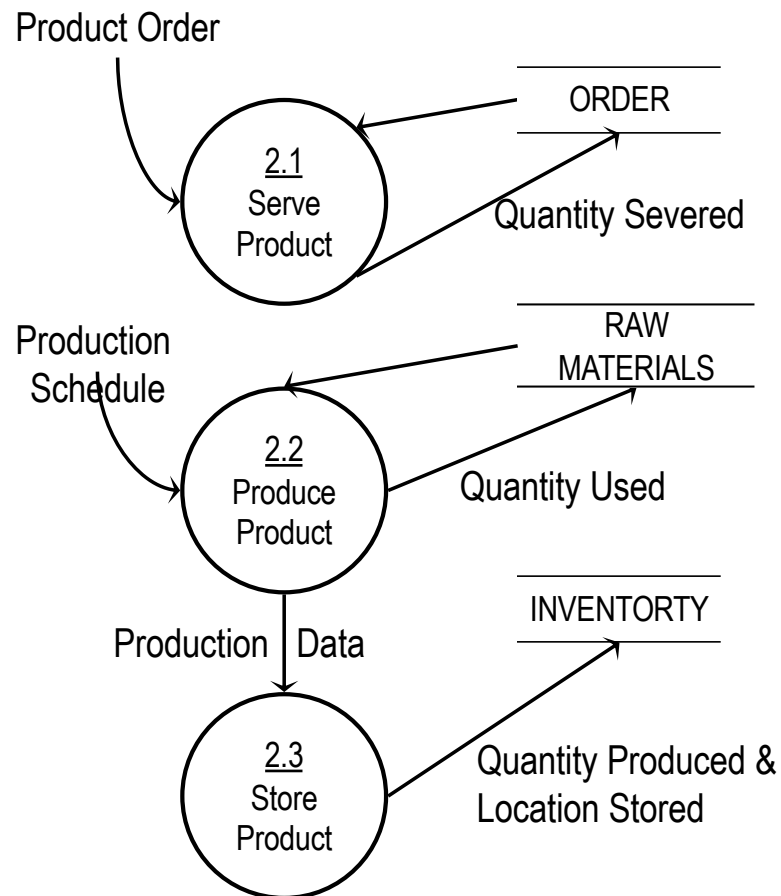 Product Order
ORDER
2.1
Serve
Product
Quantity Severed
RAW
MATERIALS
Production
Schedule
2.2
Produce
Product
Quantity Used
INVENTORTY
Production Data
2.3
Store
Product
Quantity Produced &
Location Stored